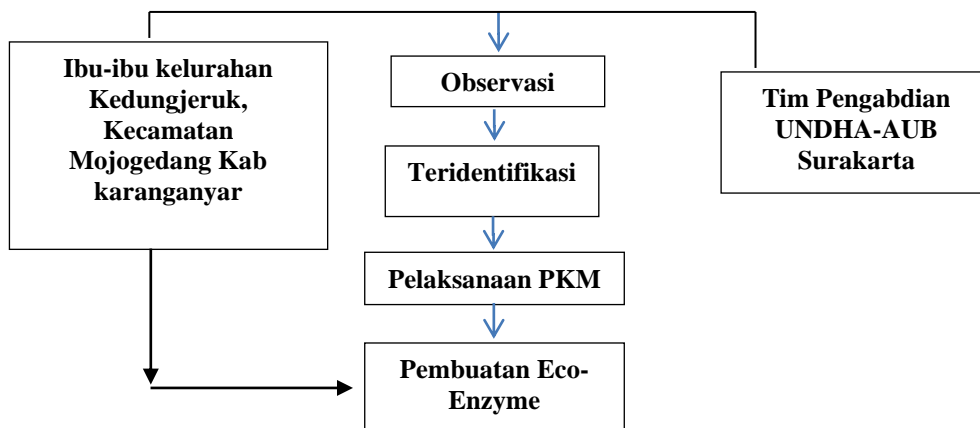 Ibu-ibu kelurahan
Kedungjeruk,
Kecamatan
Mojogedang Kab
karanganyar
Observasi
Teridentifikasi
Pelaksanaan PKM
Pembuatan Eco-
Enzyme
Tim Pengabdian
UNDHA-AUB
Surakarta